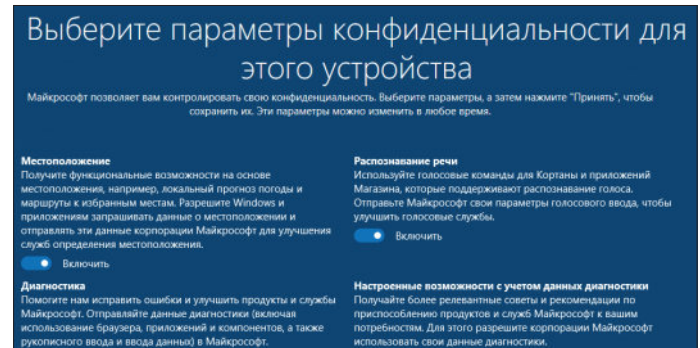 Выберите параметры конфиденциальности для
этого устройства
Майкрософт позволяет вам контролировать свою конфиденциальность. Выберите параметры, а затем нажмите "Принять", чтобы
сохранить их. Эти параметры можно изменить в любое время.
Местоположение
Получите функциональные возможности на основе
местоположения, например, локальный прогноз погоды и
маршруты к избранным местам. Разрешите Windows и
приложениям запрашивать данные о местоположении и
отправлять эти данные корпорации Майкрософт для улучшения
служб определения местоположения.
Включить
Распознавание речи
Используйте голосовые команды для Кортаны и приложений
Магазина, которые поддерживают распознавание голоса.
Отправьте Майкрософт свои параметры голосового ввода, чтобы
улучшить голосовые службы.
Включить
Диагностика
Помогите нам исправить ошибки и улучшить продукты и службы
Майкрософт. Отправляйте данные диагностики (включая
использование браузера, приложений и компонентов, а также
рукописного ввода и ввода данных) в Майкрософт.
Настроенные возможности с учетом данных диагностики
Получайте более релевантные советы и рекомендации по
приспособлению продуктов и служб Майкрософт к вашим
потребностям. Для этого разрешите корпорации Майкрософт
использовать свои данные диагностики.